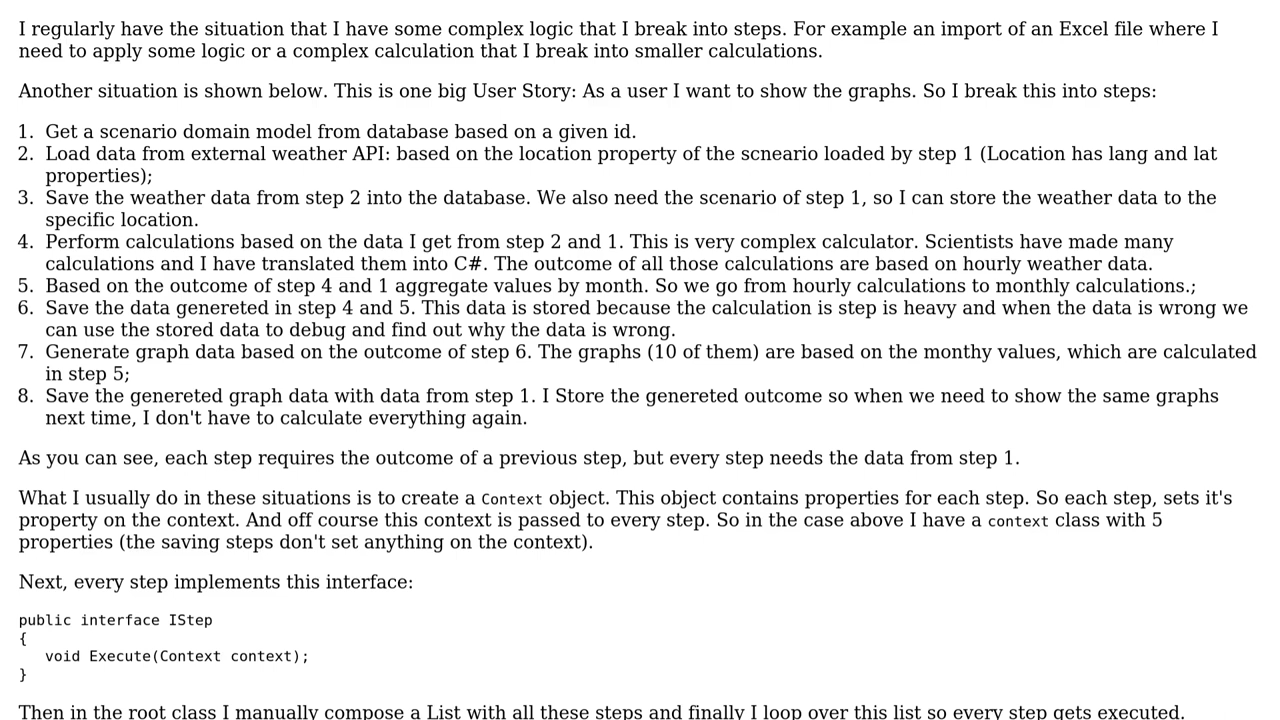 I regularly have the situation that I have some complex logic that I break into steps. For example an import of an Excel file where I
need to apply some logic or a complex calculation that I break into smaller calculations.
Another situation is shown below. This is one big User Story: As a user I want to show the graphs. So I break this into steps:
1. Get a scenario domain model from database based on a given id.
2. Load data from external weather API: based on the location property of the scneario loaded by step 1 (Location has lang and lat
properties);
3. Save the weather data from step 2 into the database. We also need the scenario of step 1, so I can store the weather data to the
specific location.
4. Perform calculations based on the data I get from step 2 and 1. This is very complex calculator. Scientists have made many
calculations and I have translated them into C#. The outcome of all those calculations are based on hourly weather data.
5. Based on the outcome of step 4 and 1 aggregate values by month. So we go from hourly calculations to monthly calculations.;
6. Save the data genereted in step 4 and 5. This data is stored because the calculation is step is heavy and when the data is wrong we
can use the stored data to debug and find out why the data is wrong.
7. Generate graph data based on the outcome of step 6. The graphs (10 of them) are based on the monthy values, which are calculated
in step 5;
8. Save the genereted graph data with data from step 1. I Store the genereted outcome so when we need to show the same graphs
next time, I don't have to calculate everything again.
As you can see, each step requires the outcome of a previous step, but every step needs the data from step 1.
What I usually do in these situations is to create a Context object. This object contains properties for each step. So each step, sets it's
property on the context. And off course this context is passed to every step. So in the case above I have a context class with 5
properties (the saving steps don't set anything on the context).
Next, every step implements this interface:
public interface IStep
{
void Execute(Context context);
}
Then in the root class I manually compose a List with all these steps and finally I loop over this list so every step gets executed.